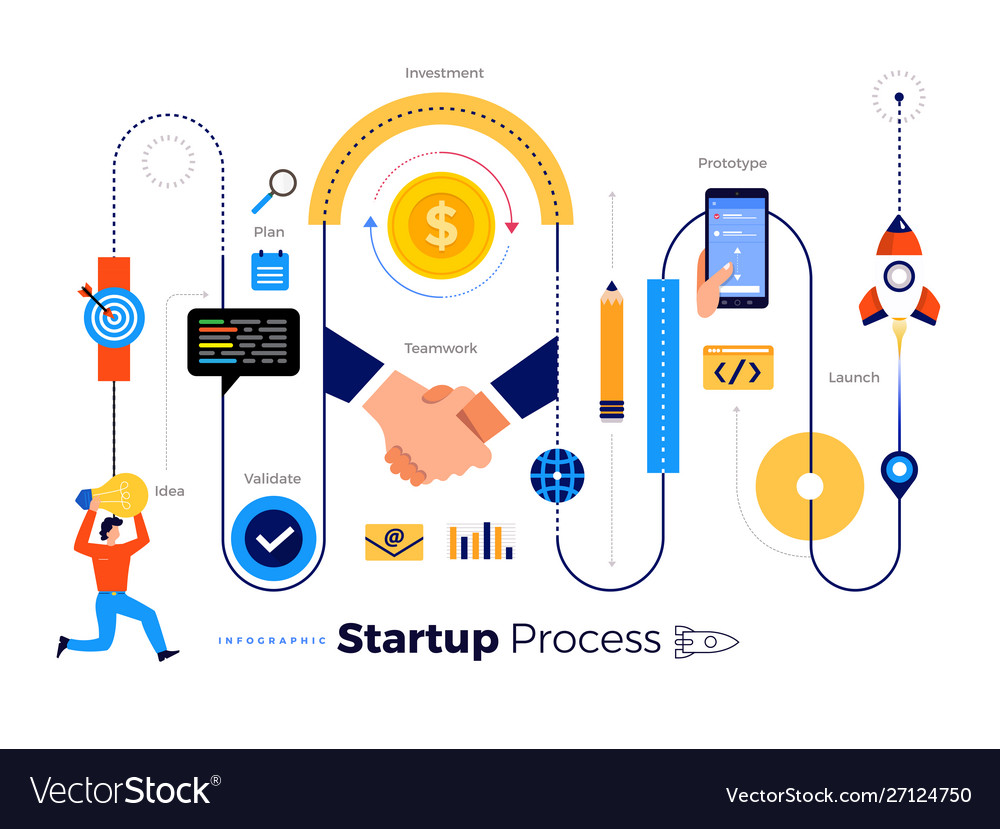 Investment
Prototype
Plan
$
Teamwork
</>
Launch
Idea
Validate
@
INFOGRAPHIC Startup Process
VectorStock®
VectorStock.com/27124750